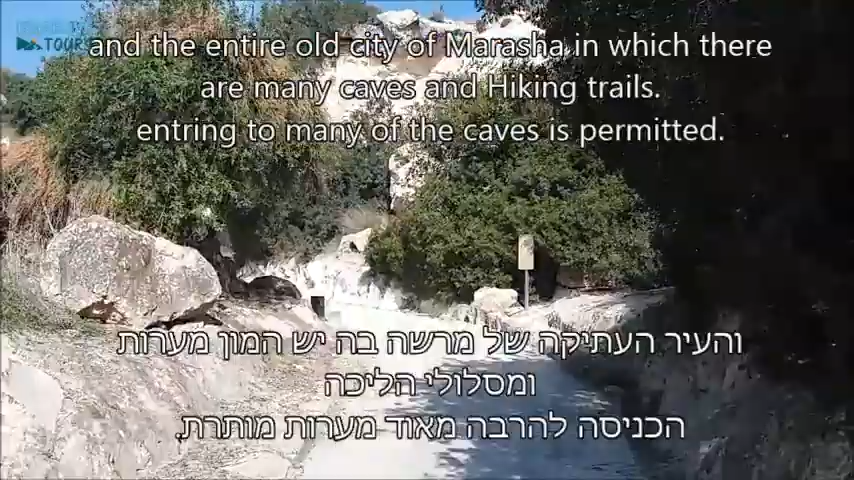 TOURS
and the entire old city of Marasha in which there
are many caves and Hiking trails.
entring to many of the caves is permitted.
והעיר העתיקה של מרשה בה יש המון מערות
ומסלולי הליכה
הכניסה להרבה מאוד מערות מותרת.